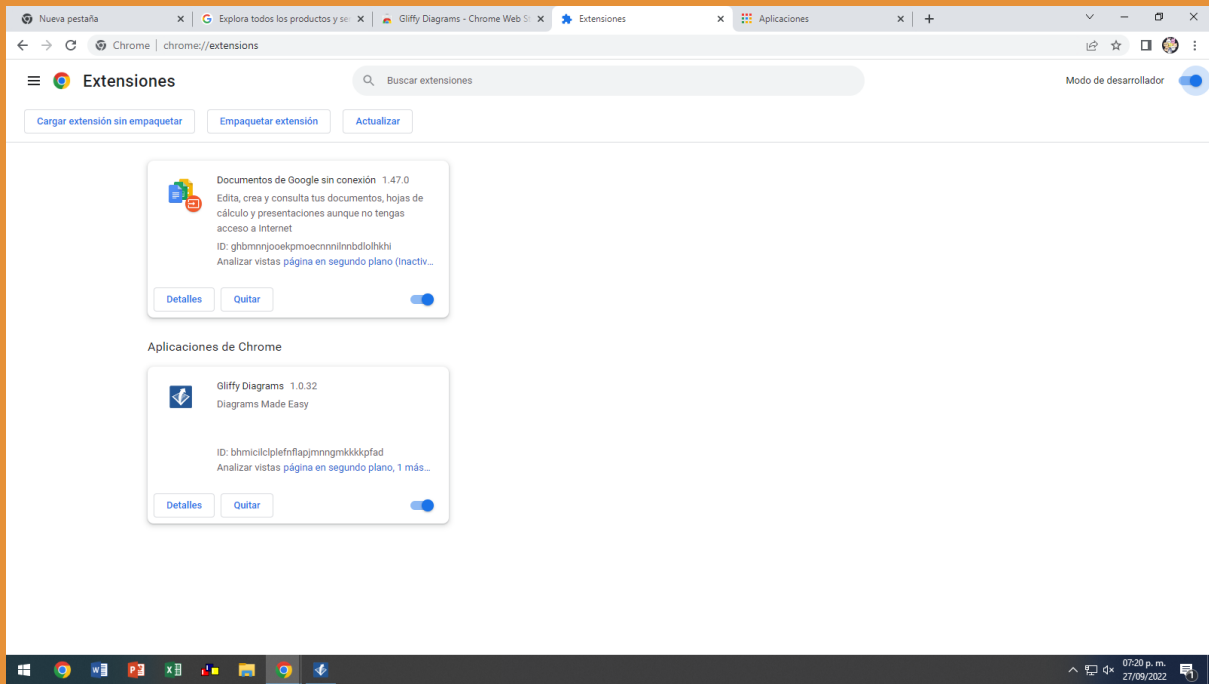 Nueva pestaña
Explora todos los productos y se
Gliffy Diagrams - Chrome Web St
Extensiones
Aplicaciones
Chrome | chrome://extensions
Extensiones
Buscar extensiones
Modo de desarrollador
Cargar extensión sin empaquetar
Empaquetar extensión
Actualizar
Documentos de Google sin conexión 1.47.0
Edita, crea y consulta tus documentos, hojas de
cálculo y presentaciones aunque no tengas
acceso a Internet
ID: ghbmnnjooekpmoecnnnilnnbdlolhkhi
Analizar vistas página en segundo plano (Inactiv...
Detalles
Quitar
Aplicaciones de Chrome
Gliffy Diagrams 1.0.32
Diagrams Made Easy
ID: bhmicilclplefnflapjmnngmkkkkpfad
Analizar vistas página en segundo plano, 1 más...
Detalles
Quitar
07:20 p. m.
27/09/2022